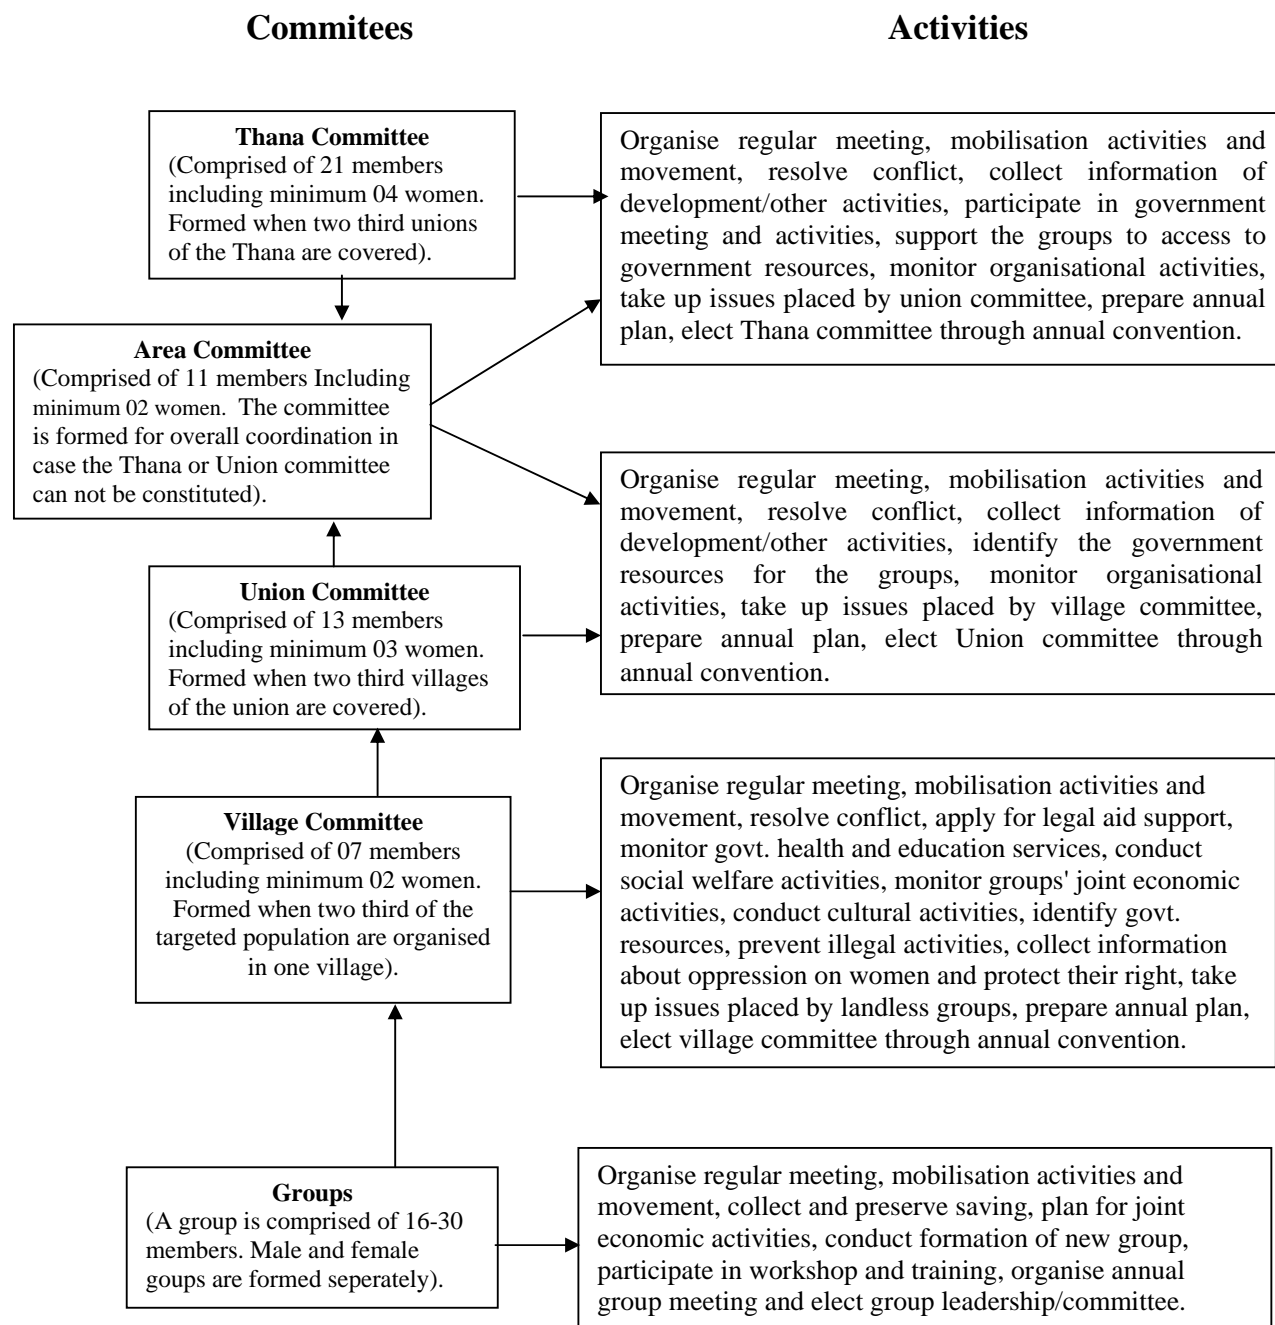 Commitees
Activities
Thana Committee
(Comprised of 21 members
including minimum 04 women.
Formed when two third unions
of the Thana are covered).
Organise regular meeting, mobilisation activities and
movement, resolve conflict, collect information of
development/other activities, participate in government
meeting and activities, support the groups to access to
government resources, monitor organisational activities,
take up issues placed by union committee, prepare annual
plan, elect Thana committee through annual convention.
Area Committee
(Comprised of 11 members Including
minimum 02 women. The committee
is formed for overall coordination in
case the Thana or Union committee
can not be constituted).
Organise regular meeting, mobilisation activities and
movement, resolve conflict, collect information of
development/other activities, identify the government
resources for the groups, monitor organisational
activities, take up issues placed by village committee,
prepare annual plan, elect Union committee through
annual convention.
Union Committee
(Comprised of 13 members
including minimum 03 women.
Formed when two third villages
of the union are covered).
Village Committee
(Comprised of 07 members
including minimum 02 women.
Formed when two third of the
targeted population are organised
in one village).
Organise regular meeting, mobilisation activities and
movement, resolve conflict, apply for legal aid support,
monitor govt. health and education services, conduct
social welfare activities, monitor groups' joint economic
activities, conduct cultural activities, identify govt.
resources, prevent illegal activities, collect information
about oppression on women and protect their right, take
up issues placed by landless groups, prepare annual plan,
elect village committee through annual convention.
Groups
(A group is comprised of 16-30
members. Male and female
goups are formed seperately).
Organise regular meeting, mobilisation activities and
movement, collect and preserve saving, plan for joint
economic activities, conduct formation of new group,
participate in workshop and training, organise annual
group meeting and elect group leadership/committee.